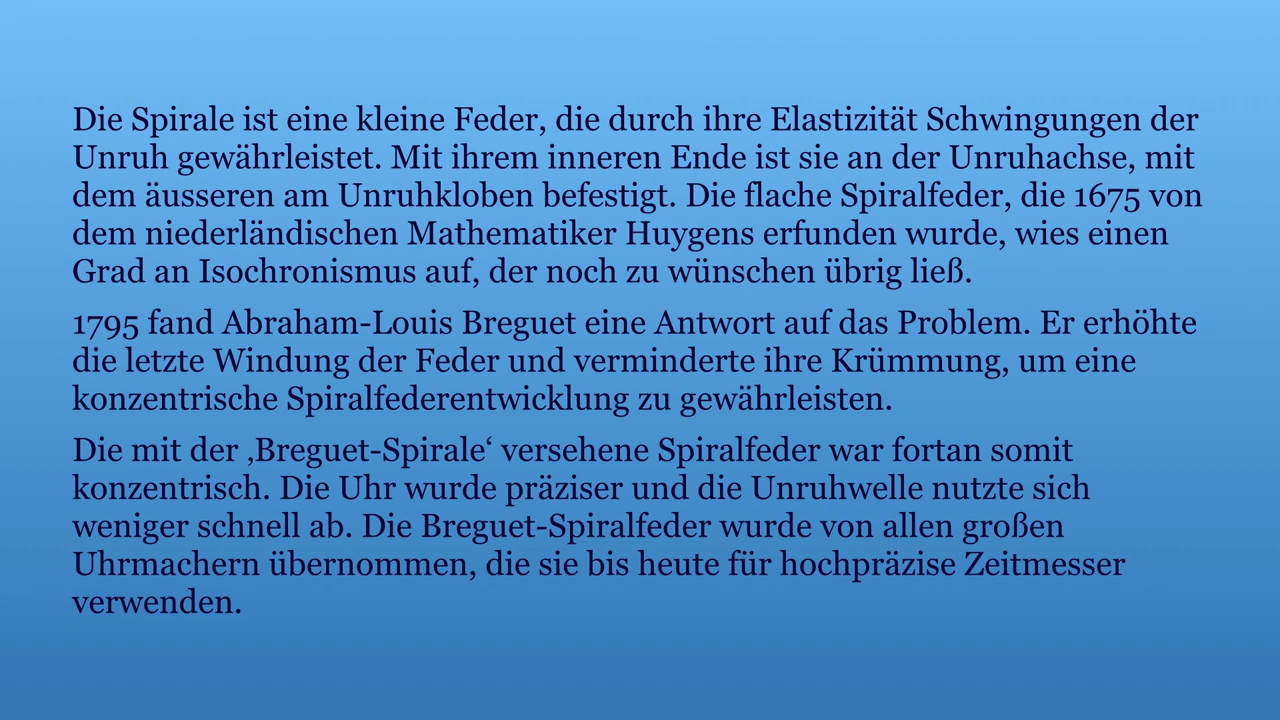 Die Spirale ist eine kleine Feder, die durch ihre Elastizität Schwingungen der
Unruh gewährleistet. Mit ihrem inneren Ende ist sie an der Unruhachse, mit
dem äusseren am Unruhkloben befestigt. Die flache Spiralfeder, die 1675 von
dem niederländischen Mathematiker Huygens erfunden wurde, wies einen
Grad an Isochronismus auf, der noch zu wünschen übrig ließ.
1795 fand Abraham-Louis Breguet eine Antwort auf das Problem. Er erhöhte
die letzte Windung der Feder und verminderte ihre Krümmung, um eine
konzentrische Spiralfederentwicklung zu gewährleisten.
Die mit der ‚Breguet-Spirale‘ versehene Spiralfeder war fortan somit
konzentrisch. Die Uhr wurde präziser und die Unruhwelle nutzte sich
weniger schnell ab. Die Breguet-Spiralfeder wurde von allen großen
Uhrmachern übernommen, die sie bis heute für hochpräzise Zeitmesser
verwenden.